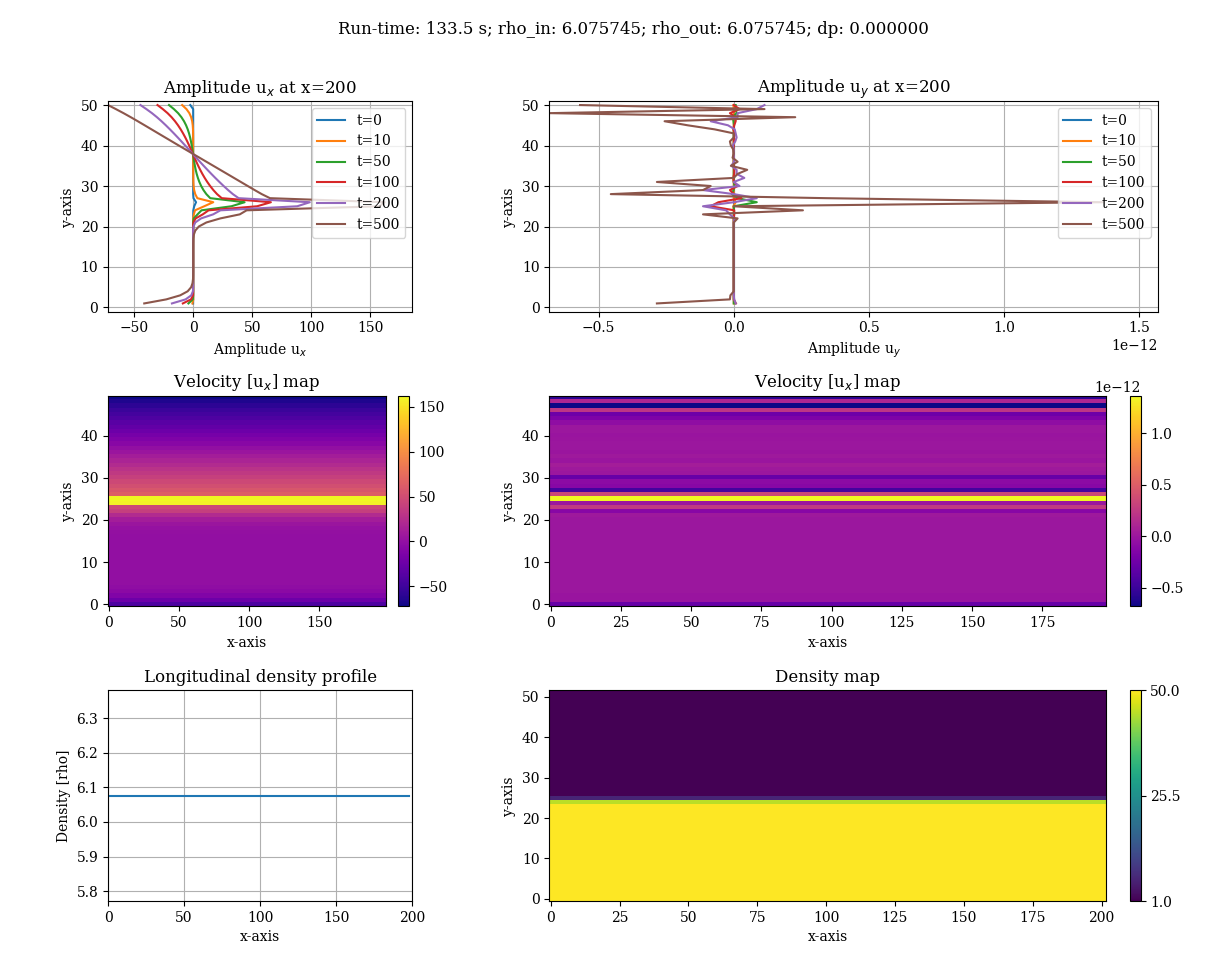 Run-time: 133.5 s; rho_in: 6.075745; rho_out: 6.075745; dp: 0.000000
Amplitude uₓ at x=200
50
40
30
20
10
0
y-axis
−50
0
50
100
150
Amplitude uₓ
t=0
t=10
t=50
t=100
t=200
t=500
Amplitude u_y at x=200
50
40
30
20
10
0
y-axis
−0.5
0.0
0.5
1.0
1.5
1e−12
Amplitude u_y
t=0
t=10
t=50
t=100
t=200
t=500
Velocity [uₓ] map
40
30
20
10
0
y-axis
0
50
100
150
x-axis
150
100
50
0
−50
Velocity [uₓ] map
1e−12
40
30
20
10
0
y-axis
0
25
50
75
100
125
150
175
x-axis
1.0
0.5
0.0
−0.5
Longitudinal density profile
6.3
6.2
6.1
6.0
5.9
5.8
Density [rho]
0
50
100
150
200
x-axis
Density map
50
40
30
20
10
0
y-axis
0
25
50
75
100
125
150
175
200
x-axis
50.0
25.5
1.0